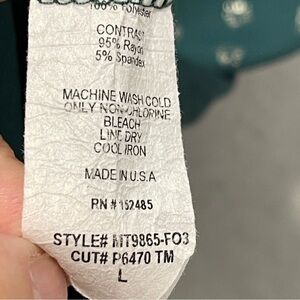 100% Polyester
CONTRAST
95% Rayon
5% Spandex
MACHINE WASH COLD
ONLY NON-CHLORINE
BLEACH
LINE DRY
COOL IRON
MADE IN U.S.A
RN # 152485
STYLE# MT9865-FO3
CUT# P6470 TM
L